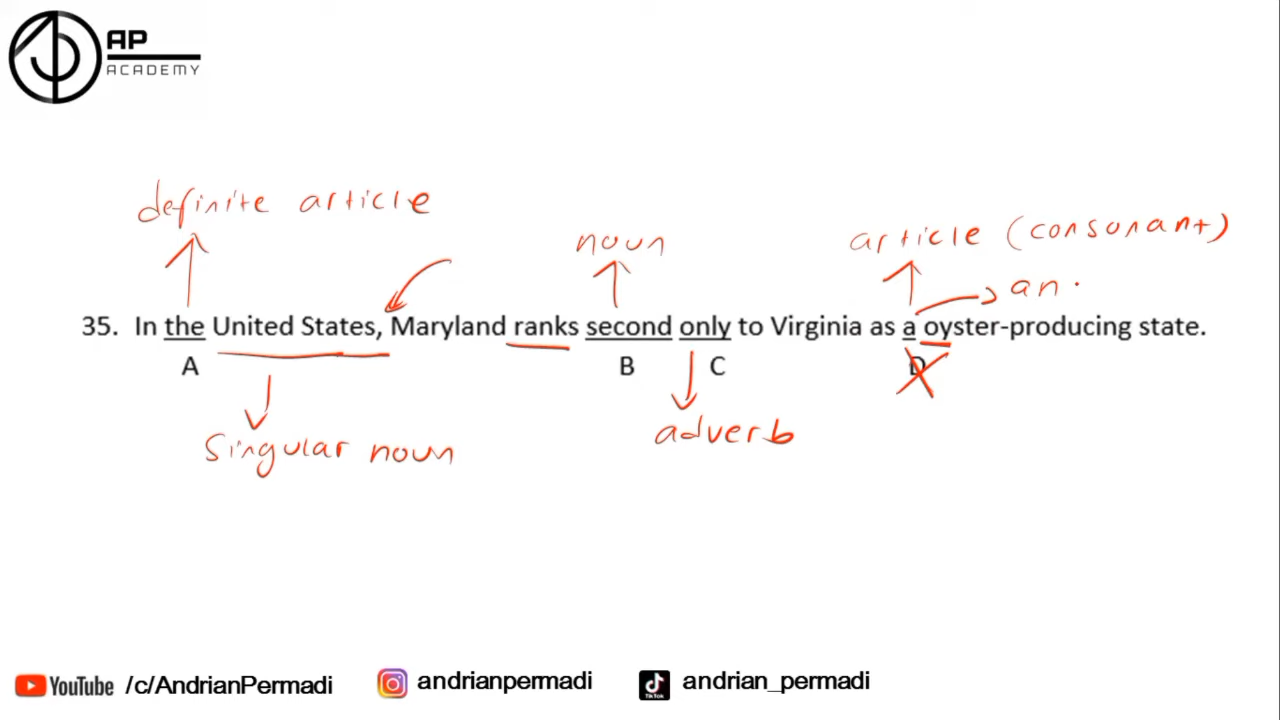 AP
ACADEMY
definite article
noun
article (consonant)
an.
35. In the United States, Maryland ranks second only to Virginia as a oyster-producing state.
A B C D
Singular noun
adverb
YouTube /c/AndrianPermadi andrianpermadi TikTok andrian_permadi